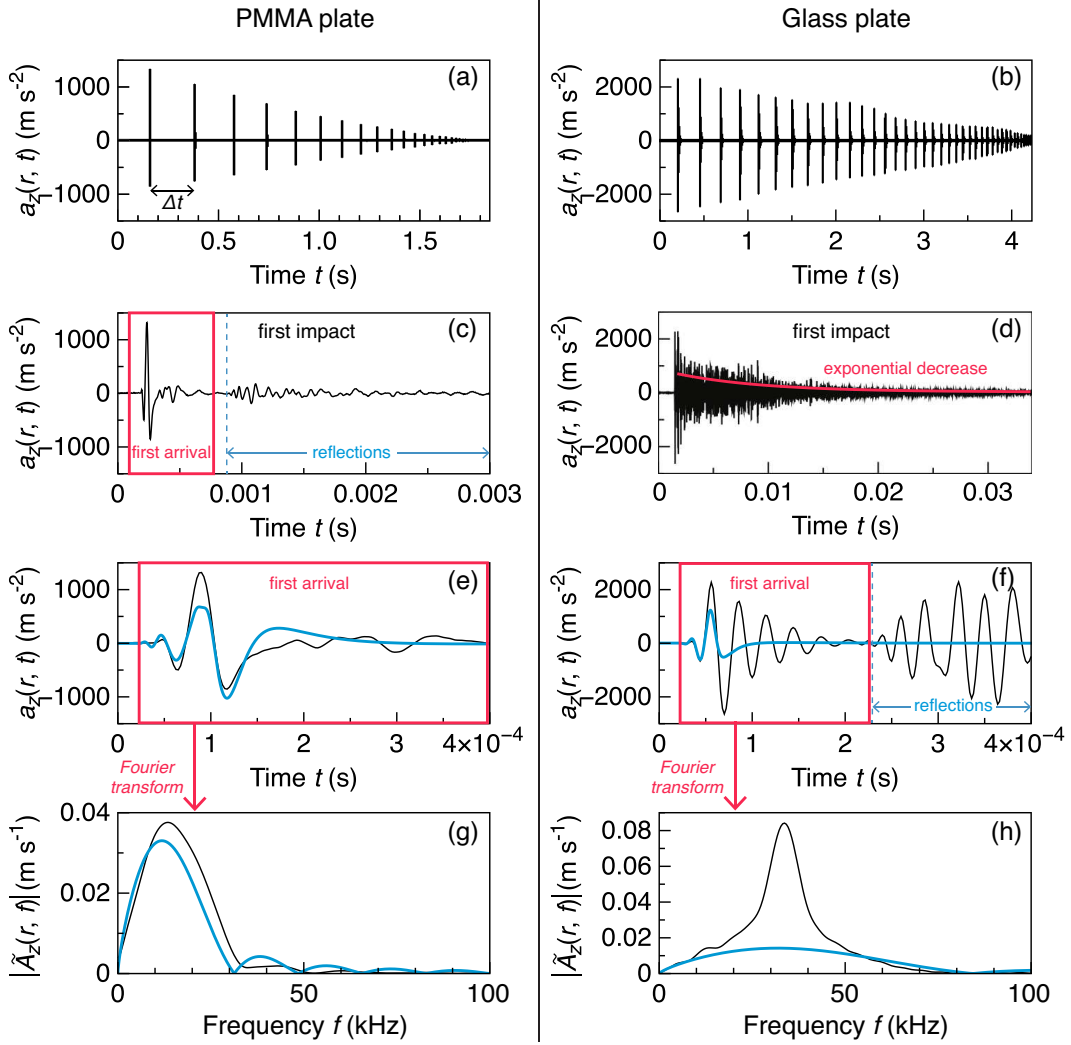 PMMA plate
Glass plate
(a)
1000
0
−1000
a_z(r, t) (m s⁻²)
Δt
0 0.5 1.0 1.5
Time t (s)
(b)
2000
0
−2000
a_z(r, t) (m s⁻²)
0 1 2 3 4
Time t (s)
(c)
first impact
1000
0
−1000
a_z(r, t) (m s⁻²)
first arrival
reflections
0 0.001 0.002 0.003
Time t (s)
(d)
first impact
exponential decrease
2000
0
−2000
a_z(r, t) (m s⁻²)
0 0.01 0.02 0.03
Time t (s)
(e)
first arrival
1000
0
−1000
a_z(r, t) (m s⁻²)
0 1 2 3 4×10⁻⁴
Time t (s)
Fourier
transform
(f)
first arrival
2000
0
−2000
a_z(r, t) (m s⁻²)
reflections
0 1 2 3 4×10⁻⁴
Time t (s)
Fourier
transform
(g)
0.04
0.02
0
|Ã_z(r, f)| (m s⁻¹)
0 50 100
Frequency f (kHz)
(h)
0.08
0.06
0.04
0.02
0
|Ã_z(r, f)| (m s⁻¹)
0 50 100
Frequency f (kHz)